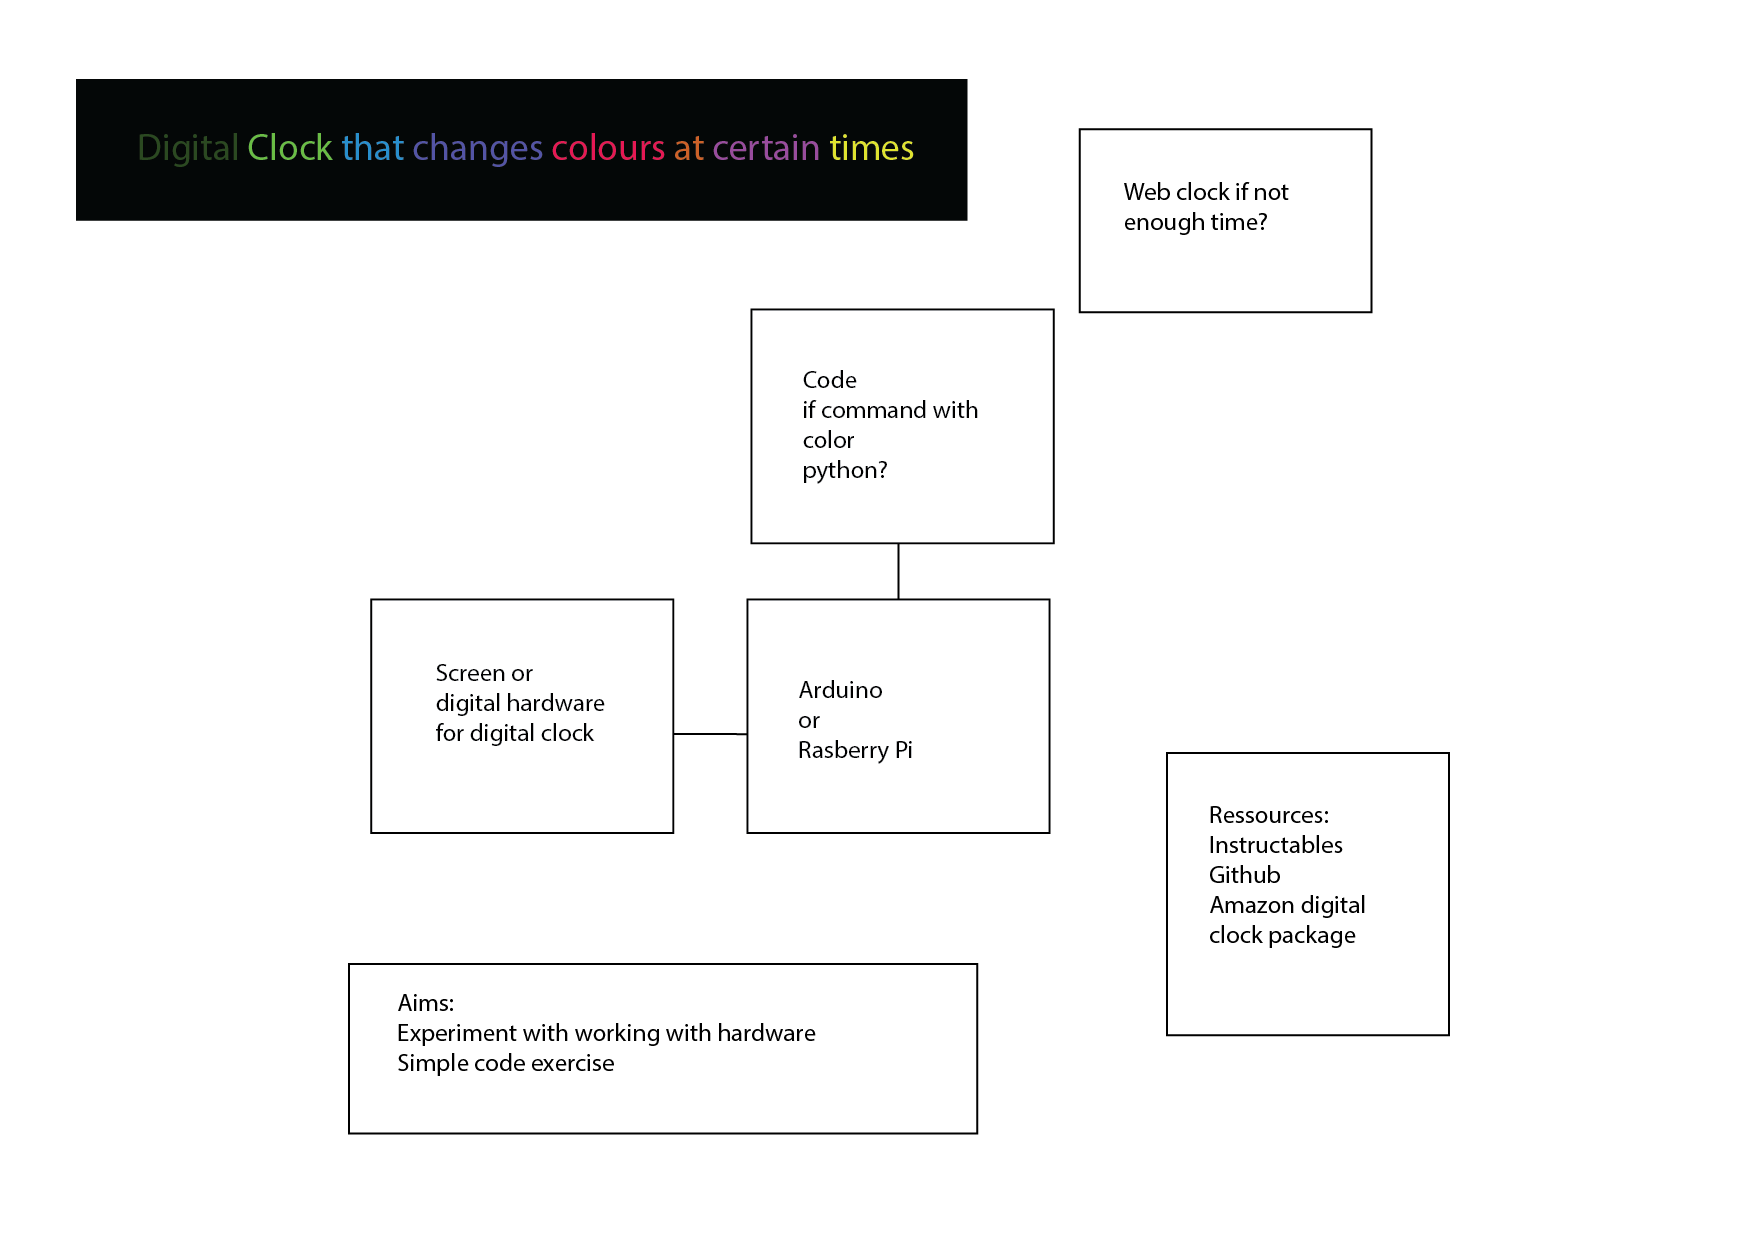 Digital Clock that changes colours at certain times
Web clock if not
enough time?
Code
if command with
color
python?
Screen or
digital hardware
for digital clock
Arduino
or
Rasberry Pi
Ressources:
Instructables
Github
Amazon digital
clock package
Aims:
Experiment with working with hardware
Simple code exercise